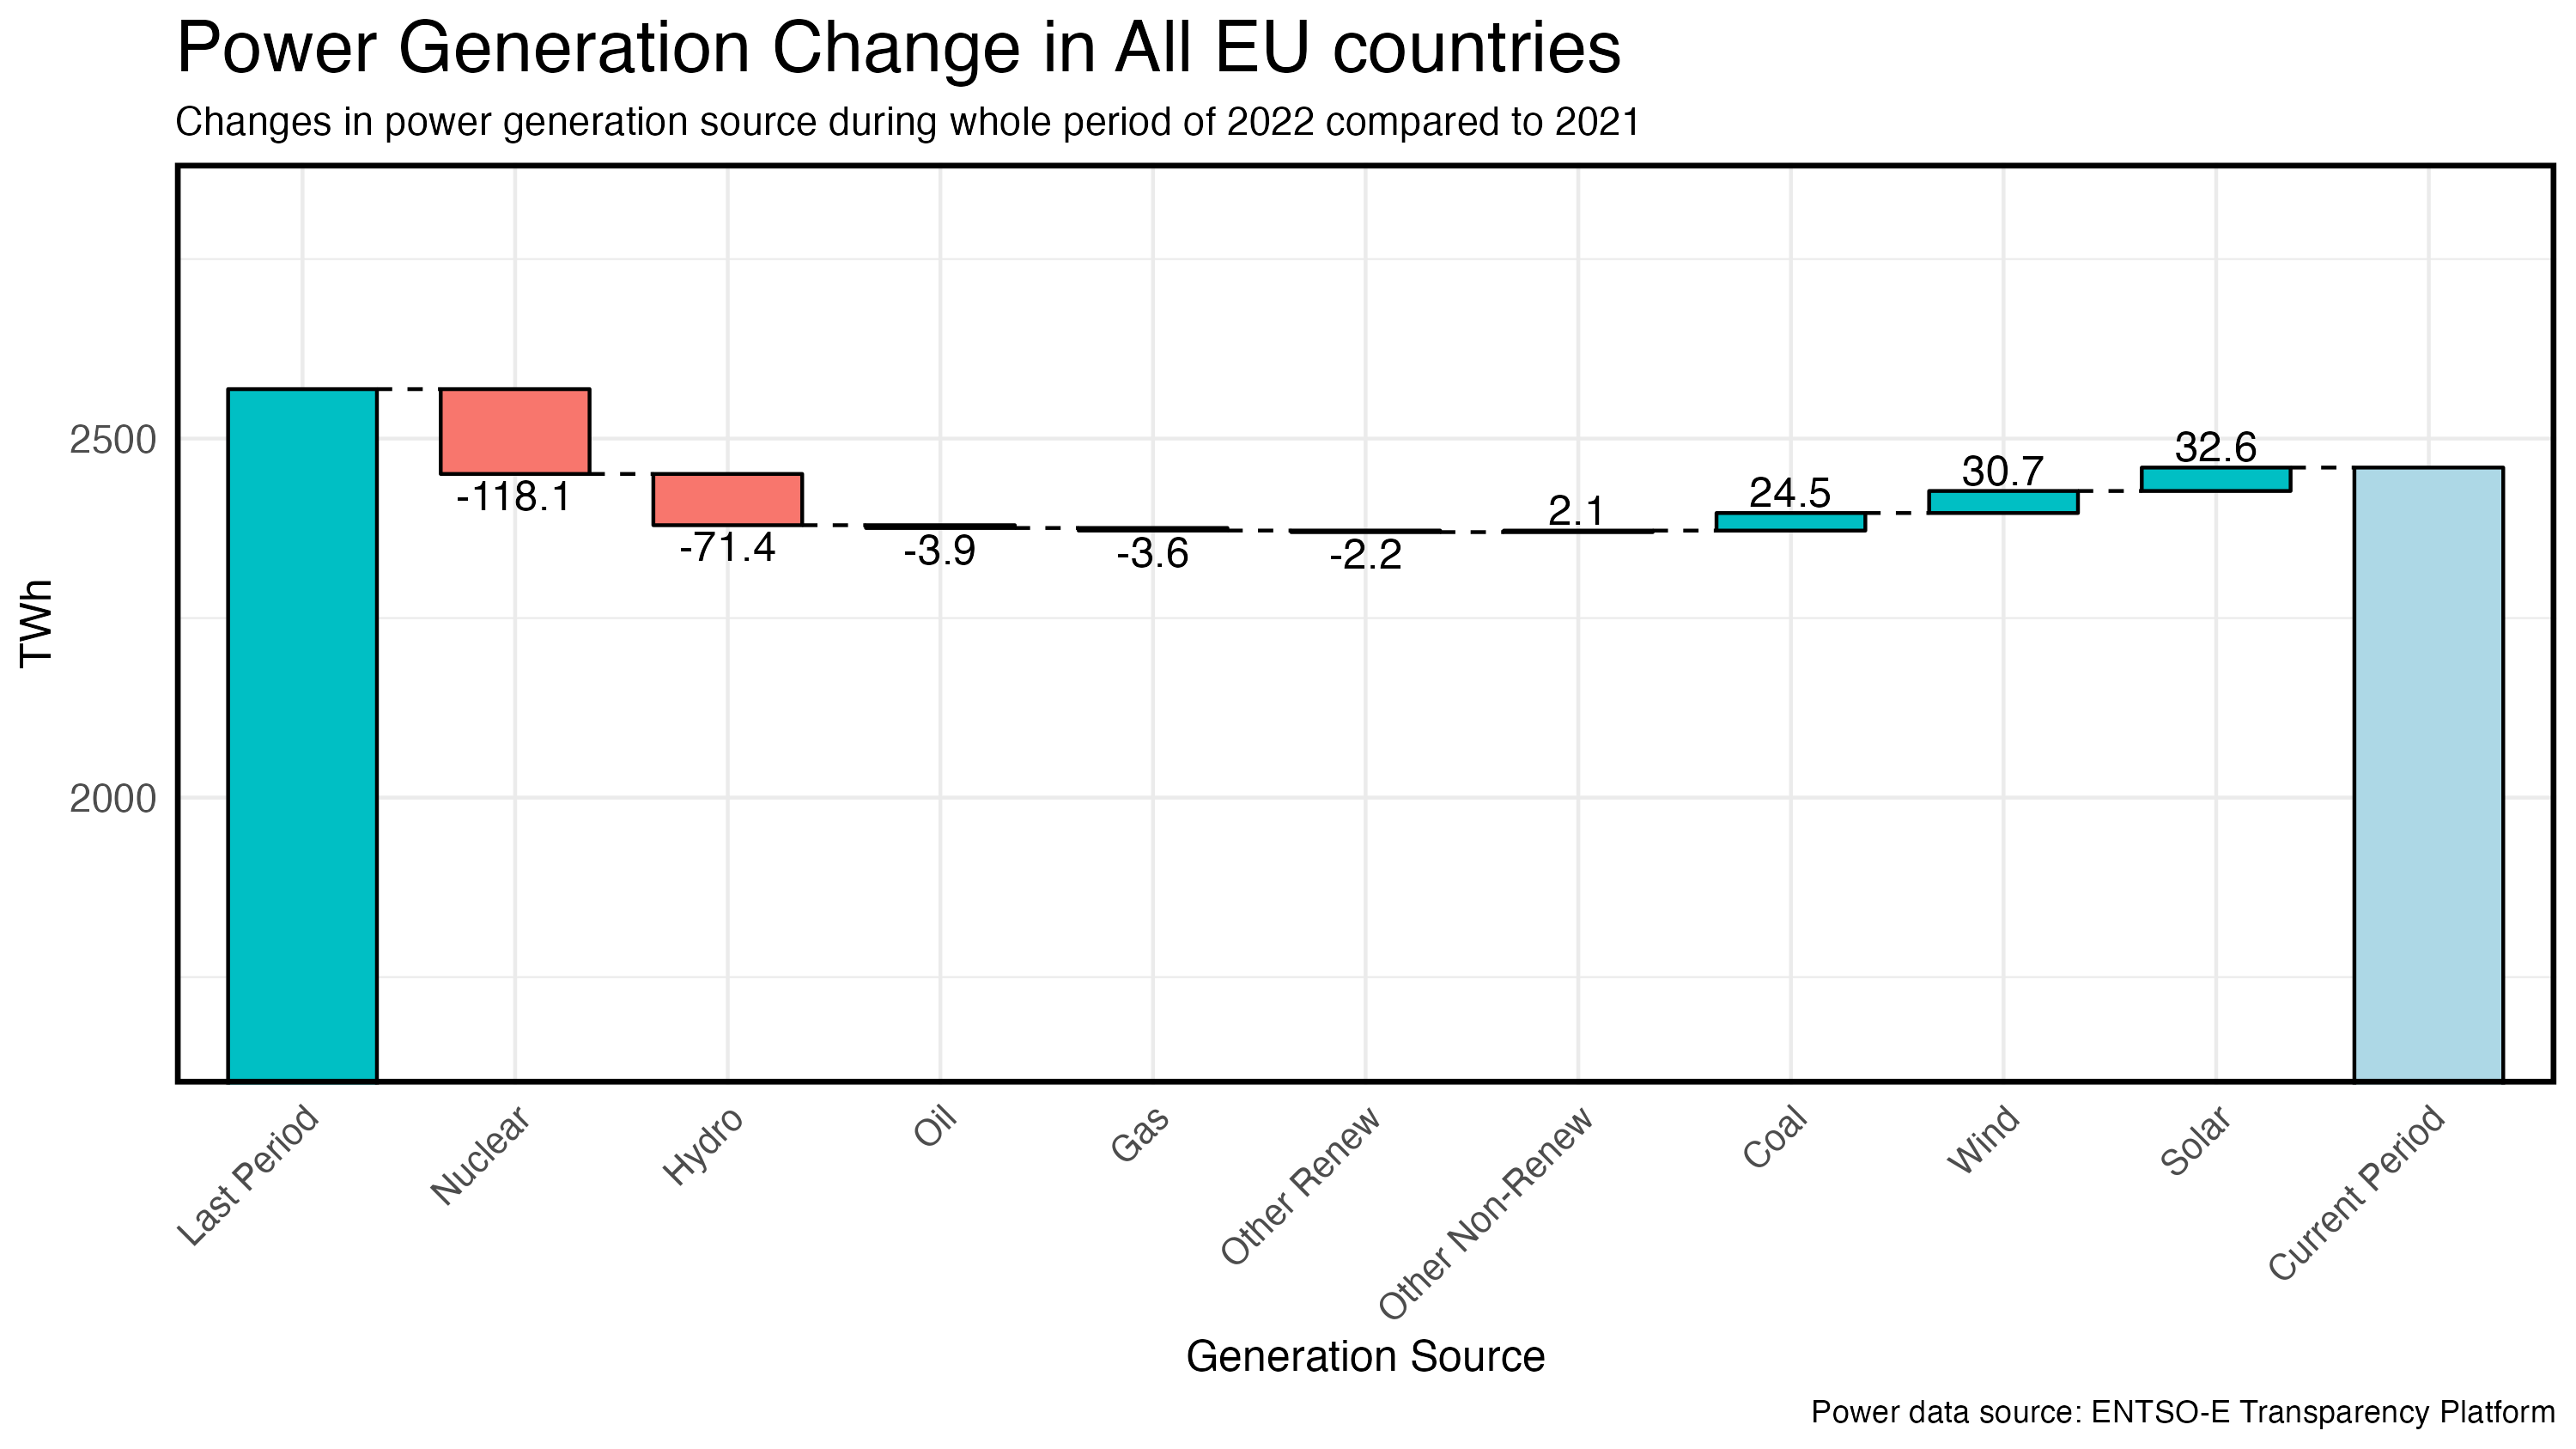 Power Generation Change in All EU countries
Changes in power generation source during whole period of 2022 compared to 2021
TWh
2500
2000
-118.1
-71.4
-3.9
-3.6
-2.2
2.1
24.5
30.7
32.6
Last Period
Nuclear
Hydro
Oil
Gas
Other Renew
Other Non-Renew
Coal
Wind
Solar
Current Period
Generation Source
Power data source: ENTSO-E Transparency Platform